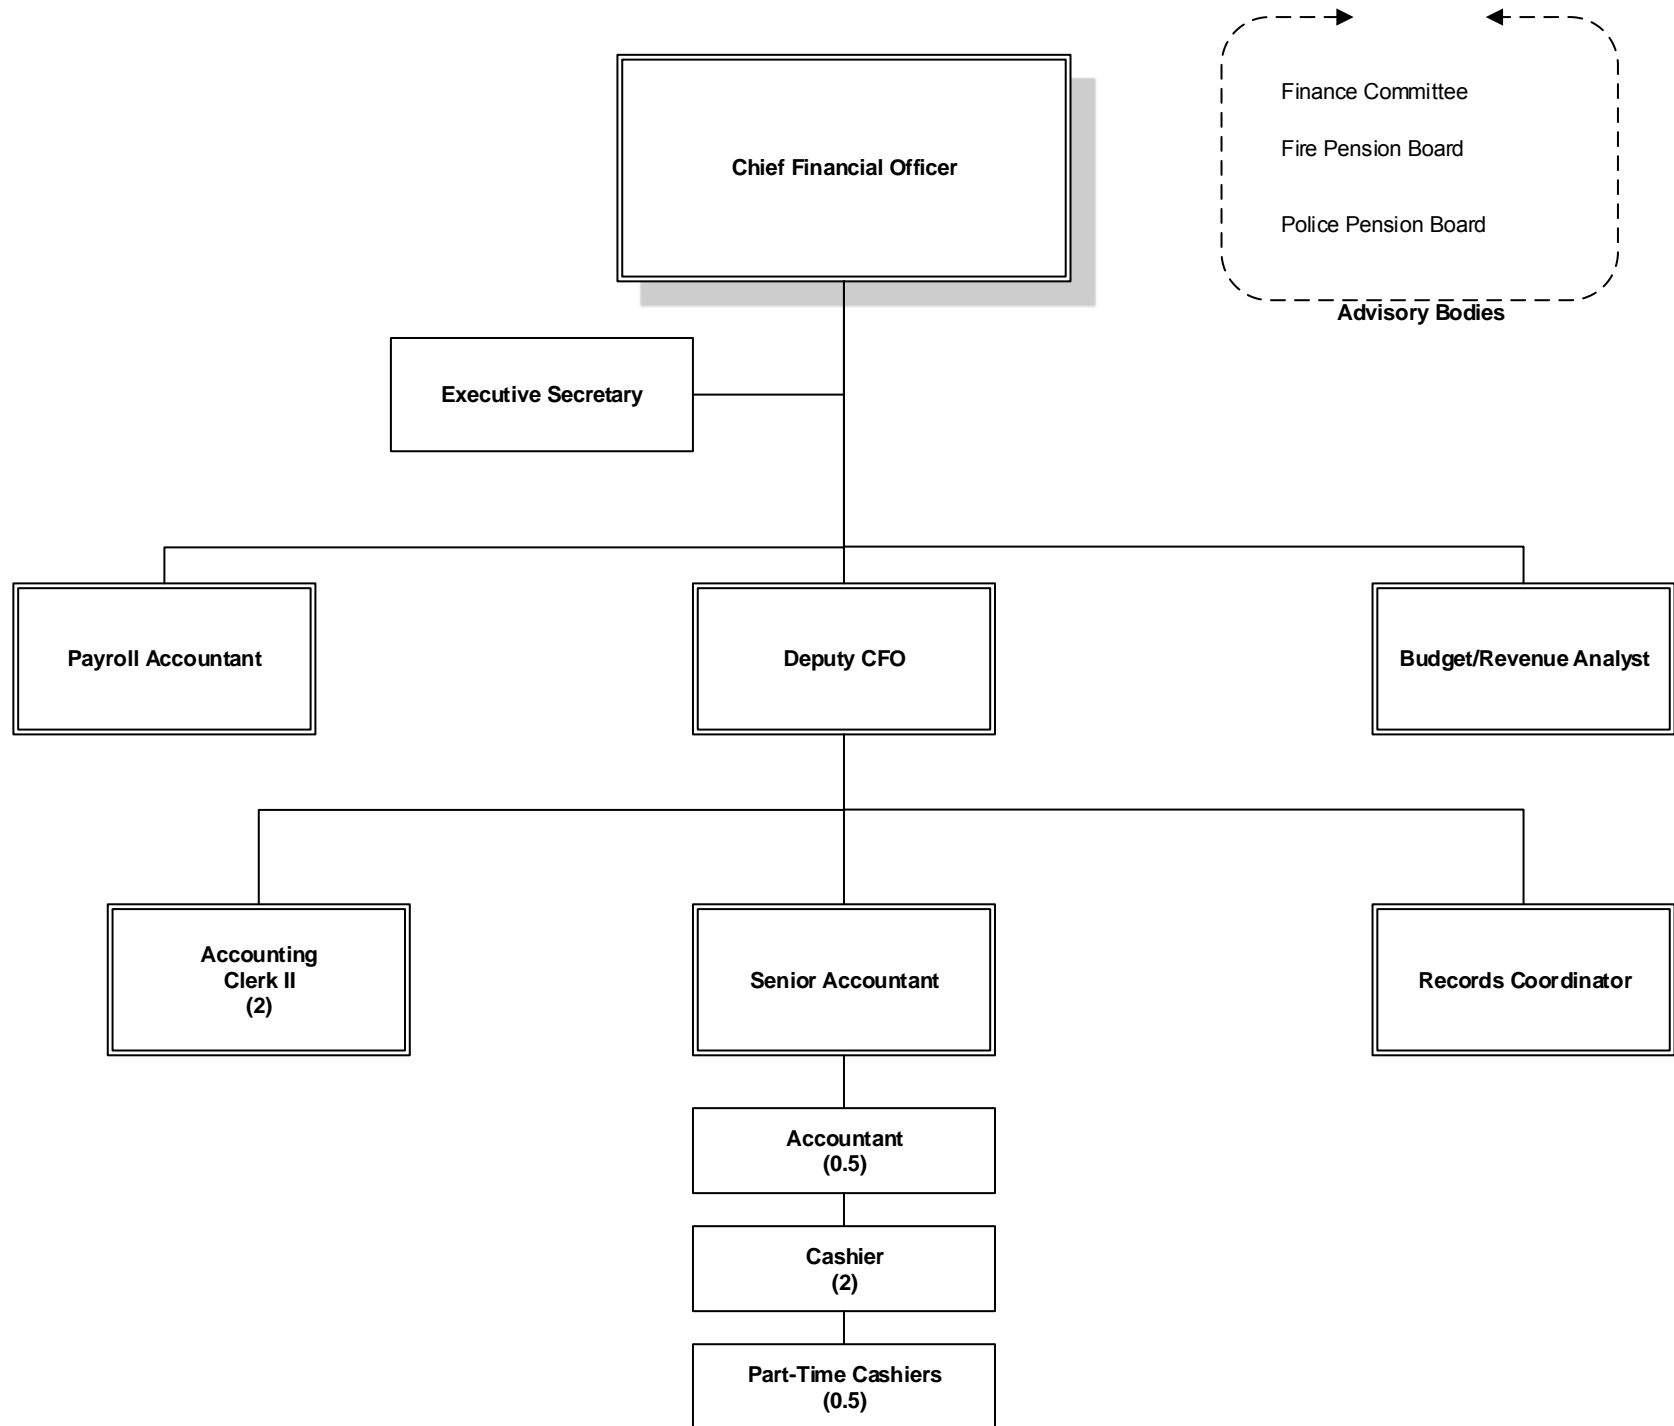 Finance Committee
Chief Financial Officer
Fire Pension Board
Police Pension Board
Advisory Bodies
Executive Secretary
Payroll Accountant
Deputy CFO
Budget/Revenue Analyst
Accounting
Clerk II
(2)
Senior Accountant
Records Coordinator
Accountant
(0.5)
Cashier
(2)
Part-Time Cashiers
(0.5)